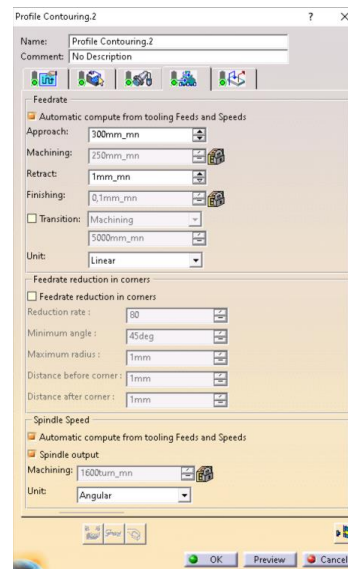 Profile Contouring.2 ? X
Name: Profile Contouring.2
Comment: No Description
Feedrate
Automatic compute from tooling Feeds and Speeds
Approach: 300mm_mn
Machining: 250mm_mn
Retract: 1mm_mn
Finishing: 0,1mm_mn
Transition: Machining
5000mm_mn
Unit: Linear
Feedrate reduction in corners
Feedrate reduction in corners
Reduction rate : 80
Minimum angle : 45deg
Maximum radius : 1mm
Distance before corner : 1mm
Distance after corner : 1mm
Spindle Speed
Automatic compute from tooling Feeds and Speeds
Spindle output
Machining: 1600turn_mn
Unit: Angular
OK Preview Cancel